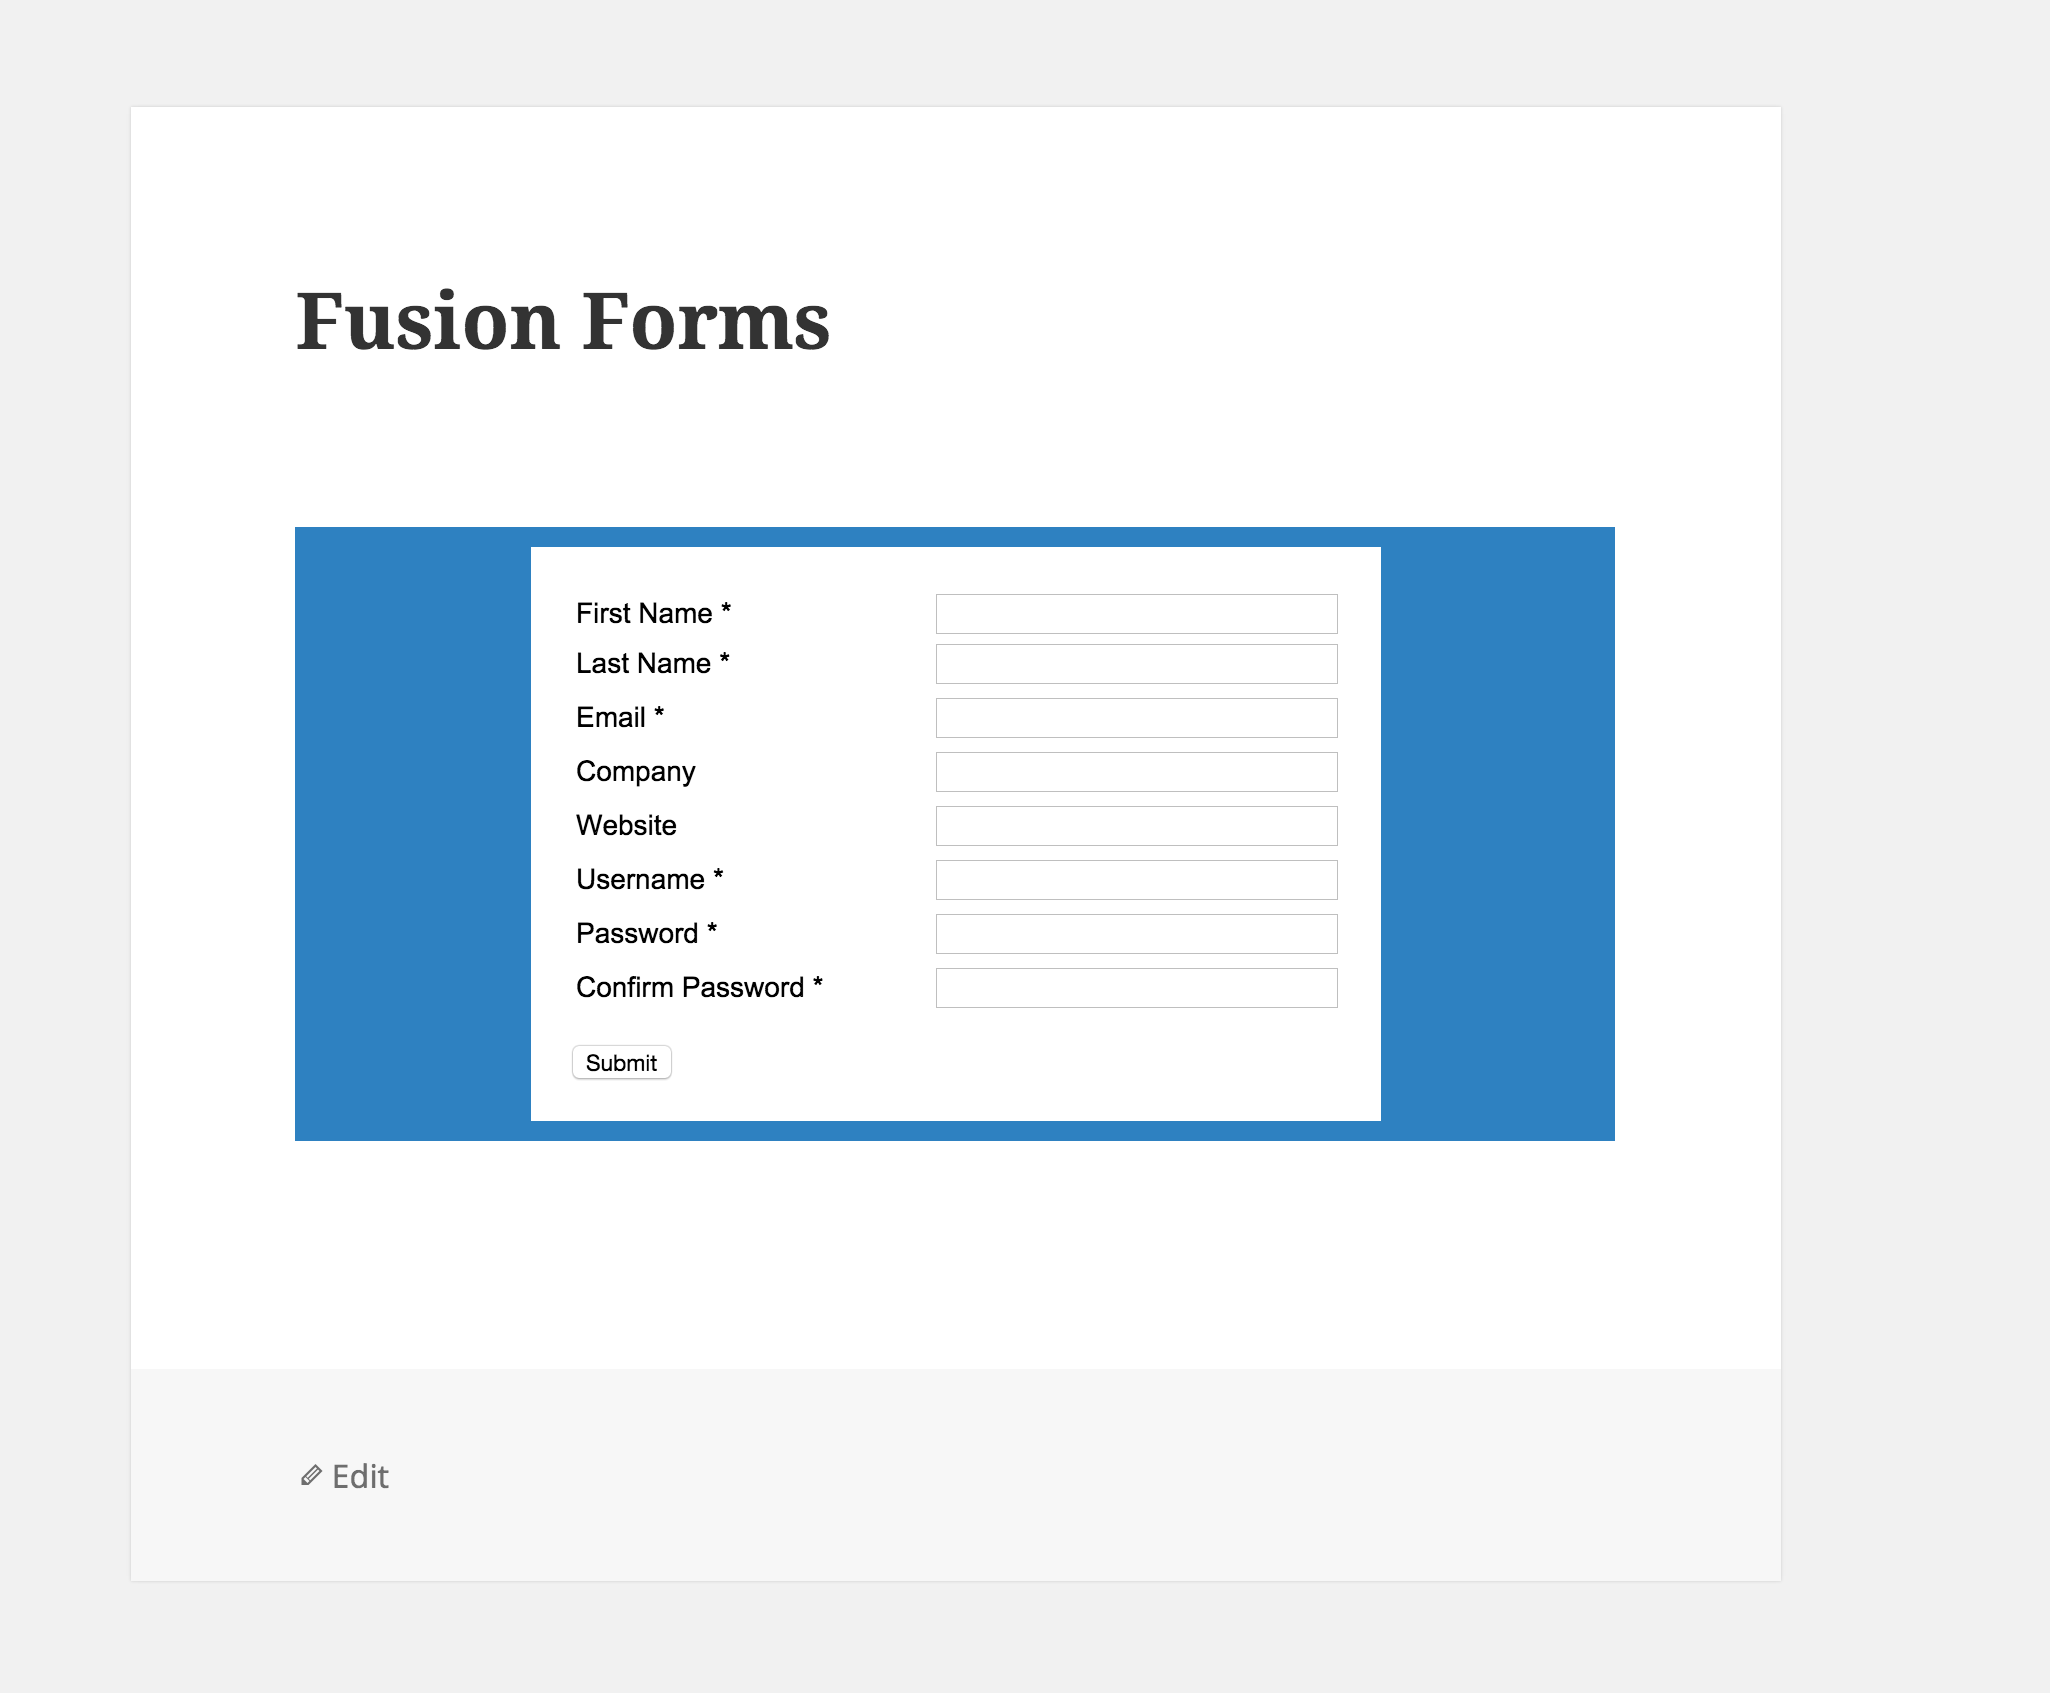 Fusion Forms
First Name *
Last Name *
Email *
Company
Website
Username *
Password *
Confirm Password *
Submit
Edit